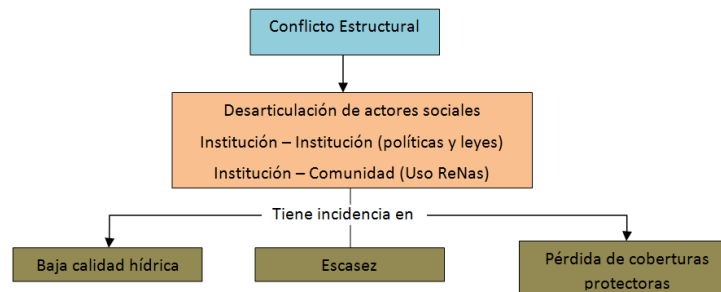 Conflicto Estructural
Desarticulación de actores sociales
Institución – Institución (políticas y leyes)
Institución – Comunidad (Uso ReNas)
Tiene incidencia en
Baja calidad hídrica
Escasez
Pérdida de coberturas
protectoras